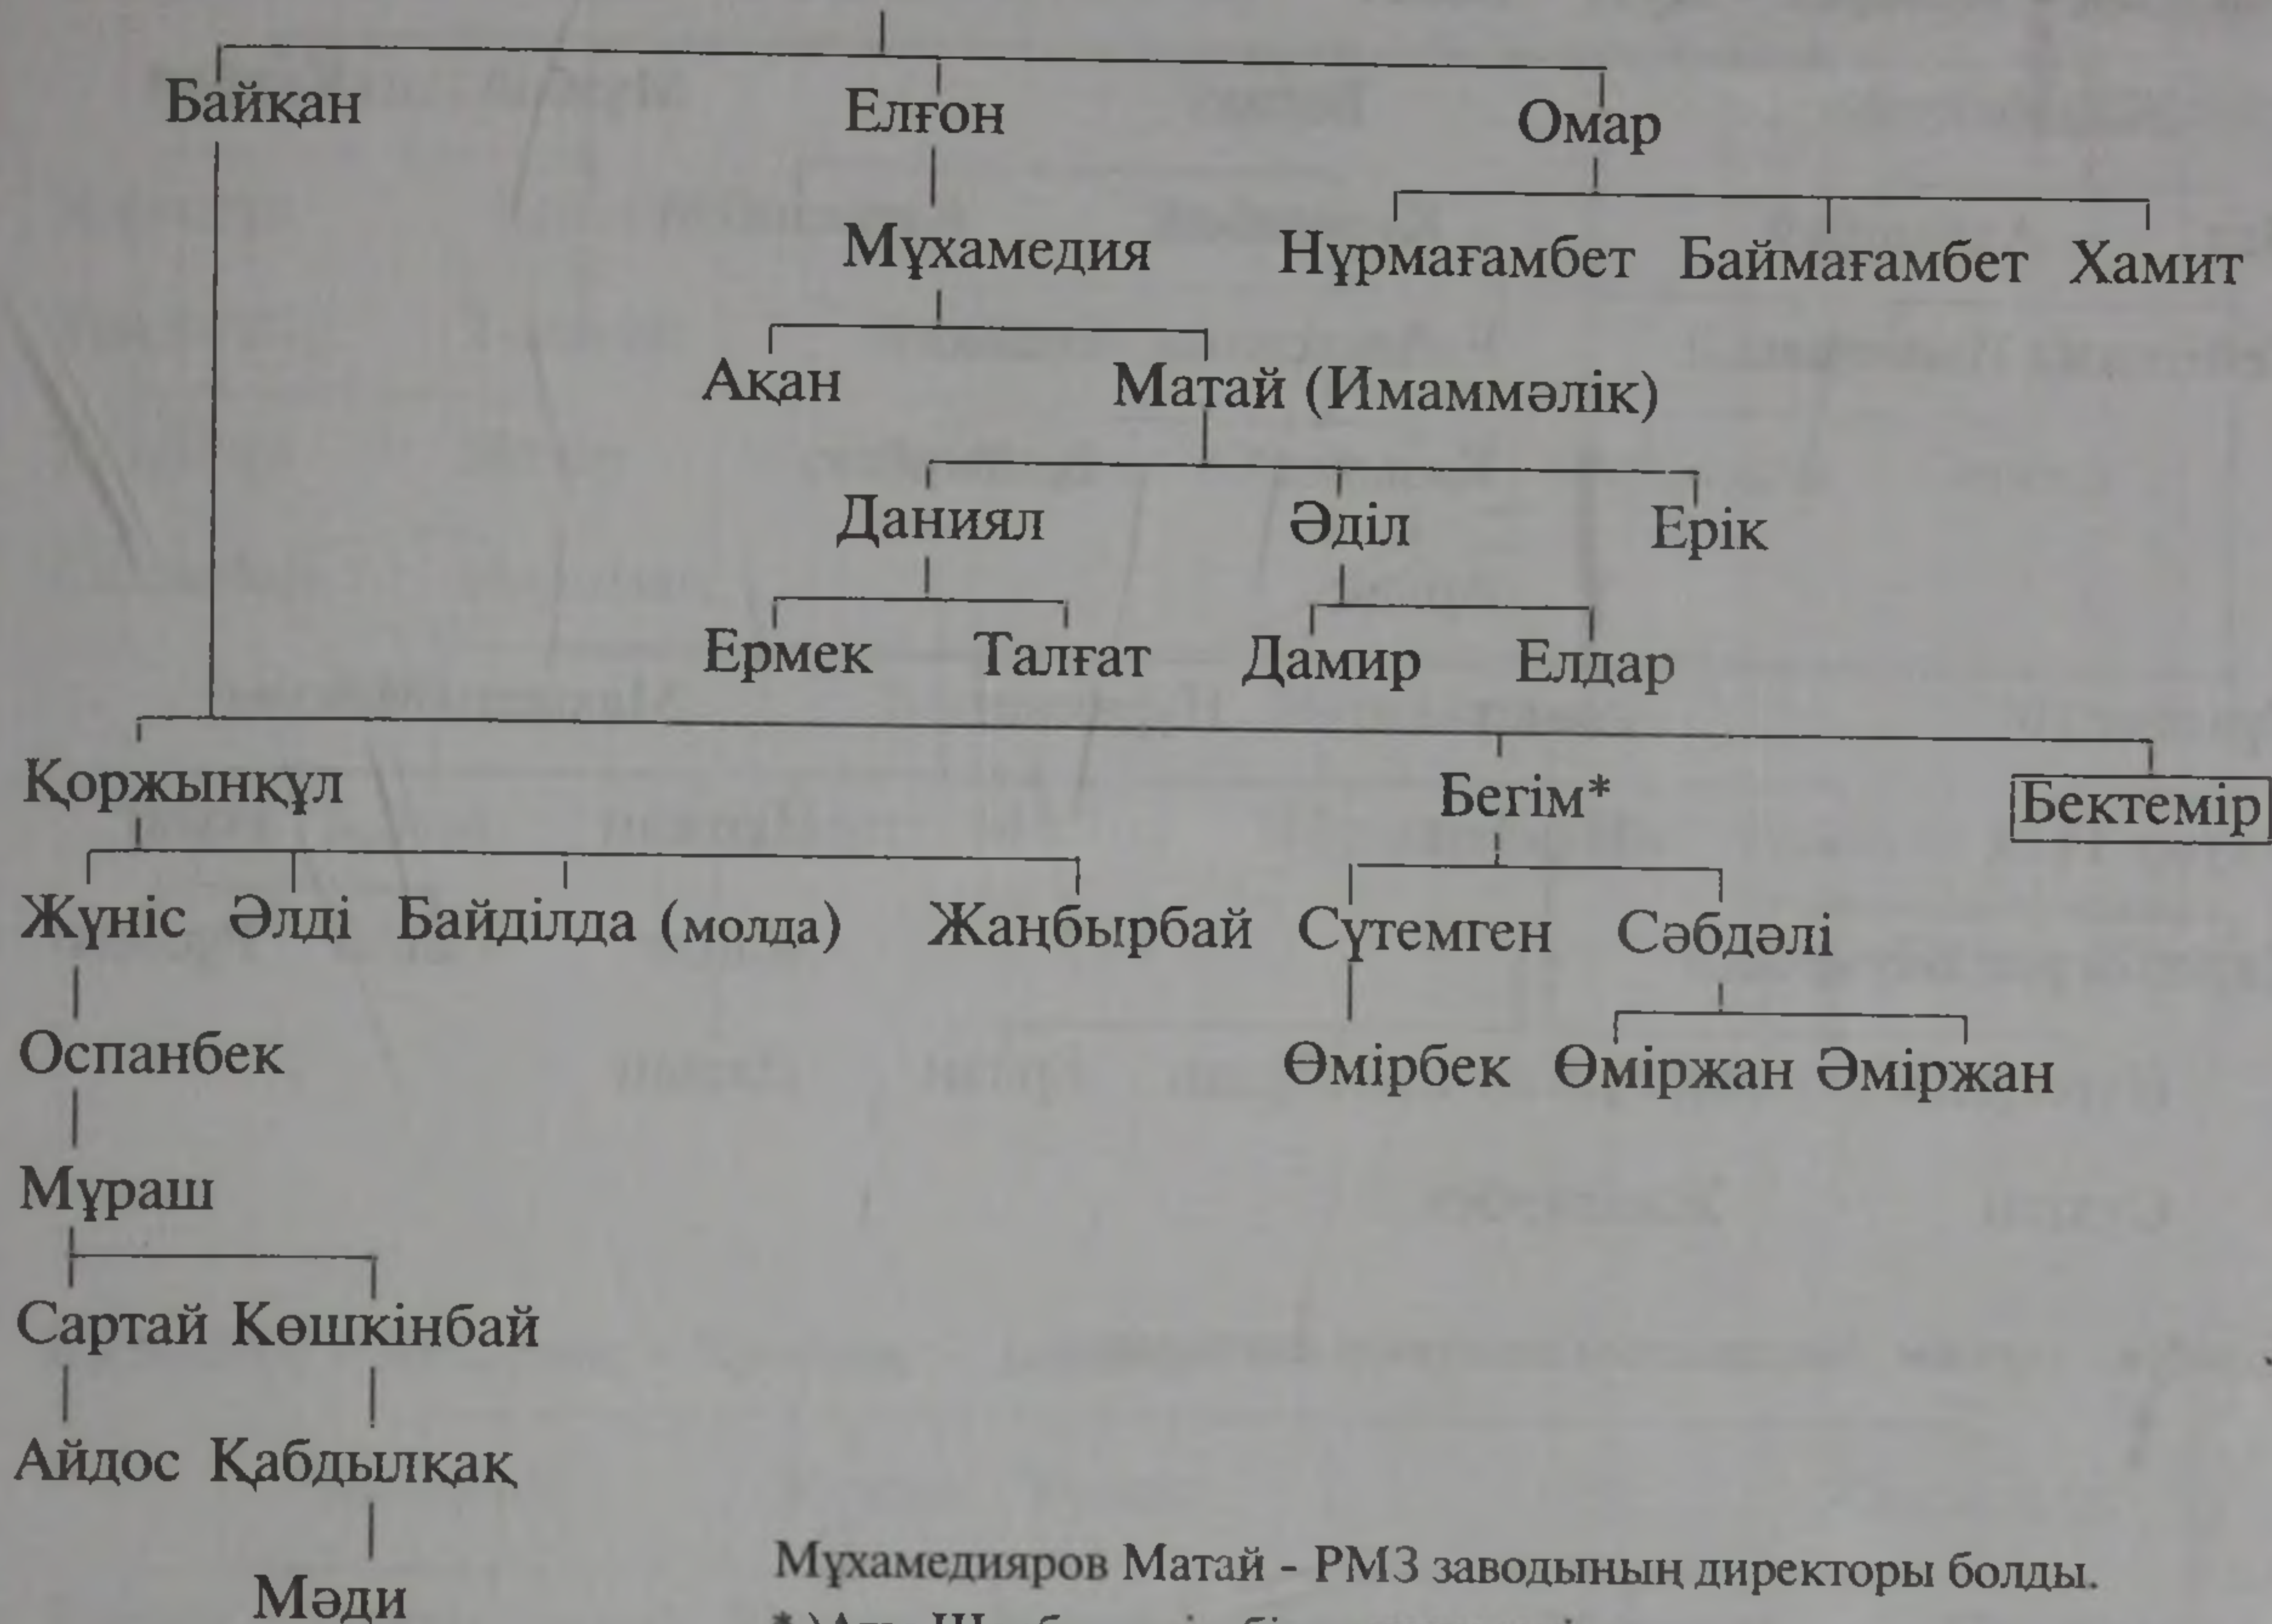 Байқан Елғон Омар
Мұхамедия Нұрмағамбет Баймағамбет Хамит
Ақан Матай (Имаммәлік)
Даниял Әділ Ерік
Ермек Талғат Дамир Елдар
Қоржынқұл Бегім* Бектемір
Жүніс Әлді Байділда (молда) Жаңбырбай Сүтемген Сәбдәлі
Оспанбек Өмірбек Өміржан Әміржан
Мұраш
Сартай Көшкінбай
Айдос Қабдылқақ
Мәди
Мұхамедияров Матай - РМЗ заводының директоры болды.